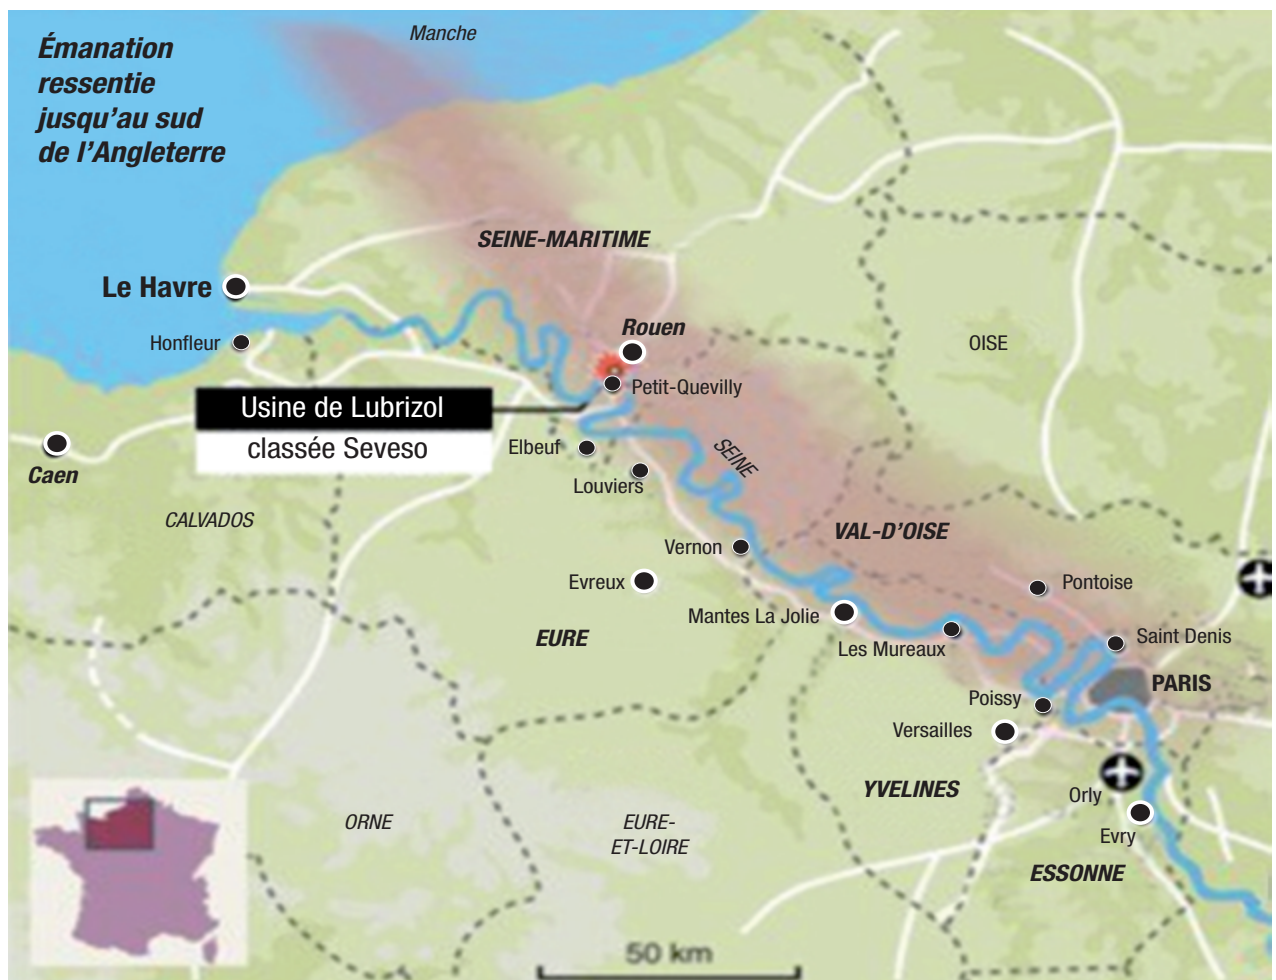 Manche
Émanation
ressentie
jusqu’au sud
de l’Angleterre
SEINE-MARITIME
Le Havre
Honfleur
Rouen
OISE
Petit-Quevilly
Usine de Lubrizol
classée Seveso
Caen
Elbeuf
SEINE
Louviers
CALVADOS
VAL-D’OISE
Vernon
Evreux
Pontoise
Mantes La Jolie
EURE
Les Mureaux
Saint Denis
PARIS
Poissy
Versailles
YVELINES
Orly
ORNE
EURE-
ET-LOIRE
Evry
ESSONNE
50 km